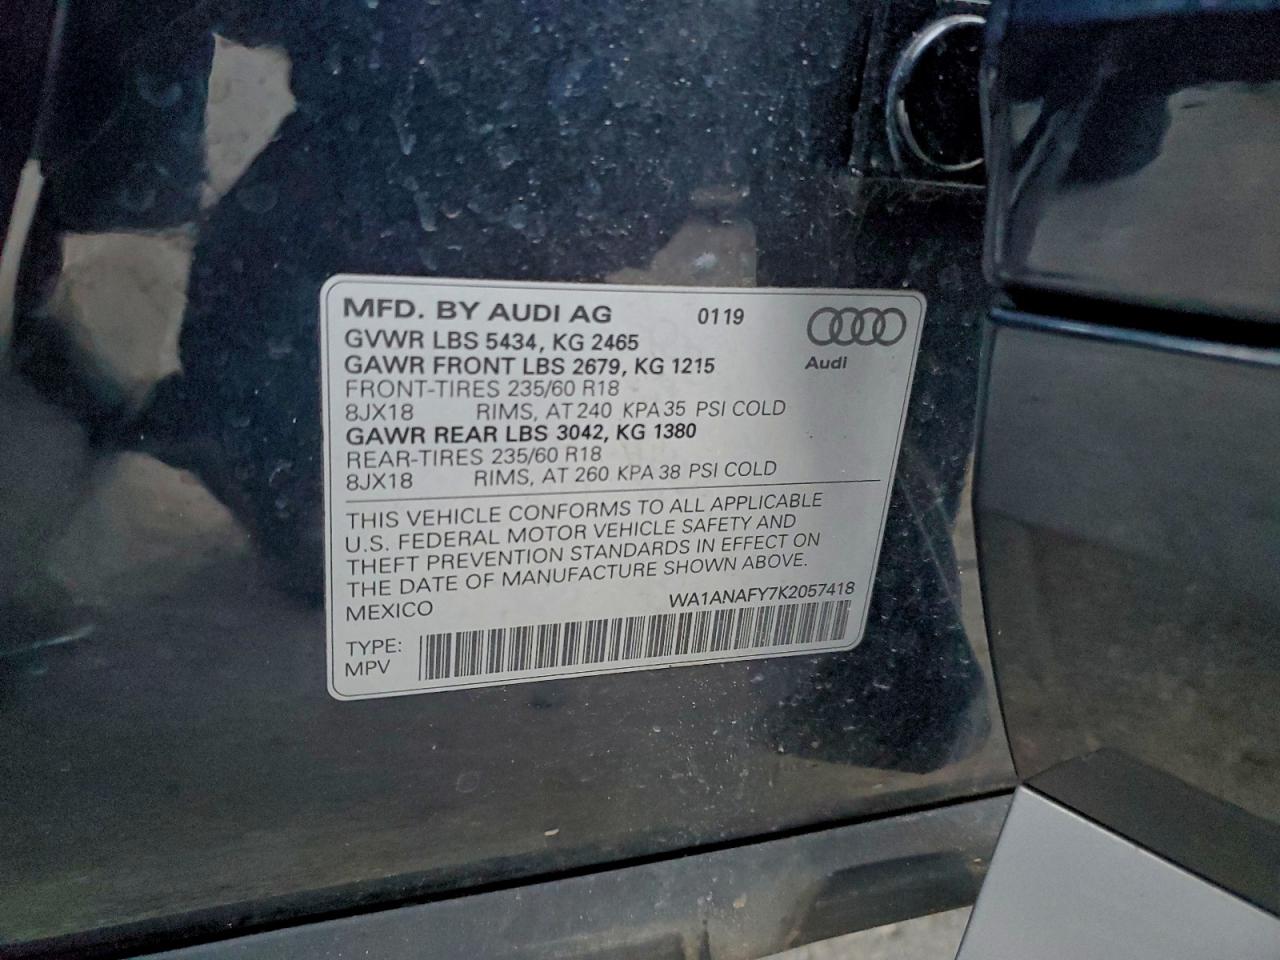 MFD. BY AUDI AG 0119
GVWR LBS 5434, KG 2465
GAWR FRONT LBS 2679, KG 1215
Audi
FRONT-TIRES 235/60 R18
8JX18 RIMS, AT 240 KPA 35 PSI COLD
GAWR REAR LBS 3042, KG 1380
REAR-TIRES 235/60 R18
8JX18 RIMS, AT 260 KPA 38 PSI COLD
THIS VEHICLE CONFORMS TO ALL APPLICABLE
U.S. FEDERAL MOTOR VEHICLE SAFETY AND
THEFT PREVENTION STANDARDS IN EFFECT ON
THE DATE OF MANUFACTURE SHOWN ABOVE.
MEXICO WA1ANAFY7K2057418
TYPE:
MPV